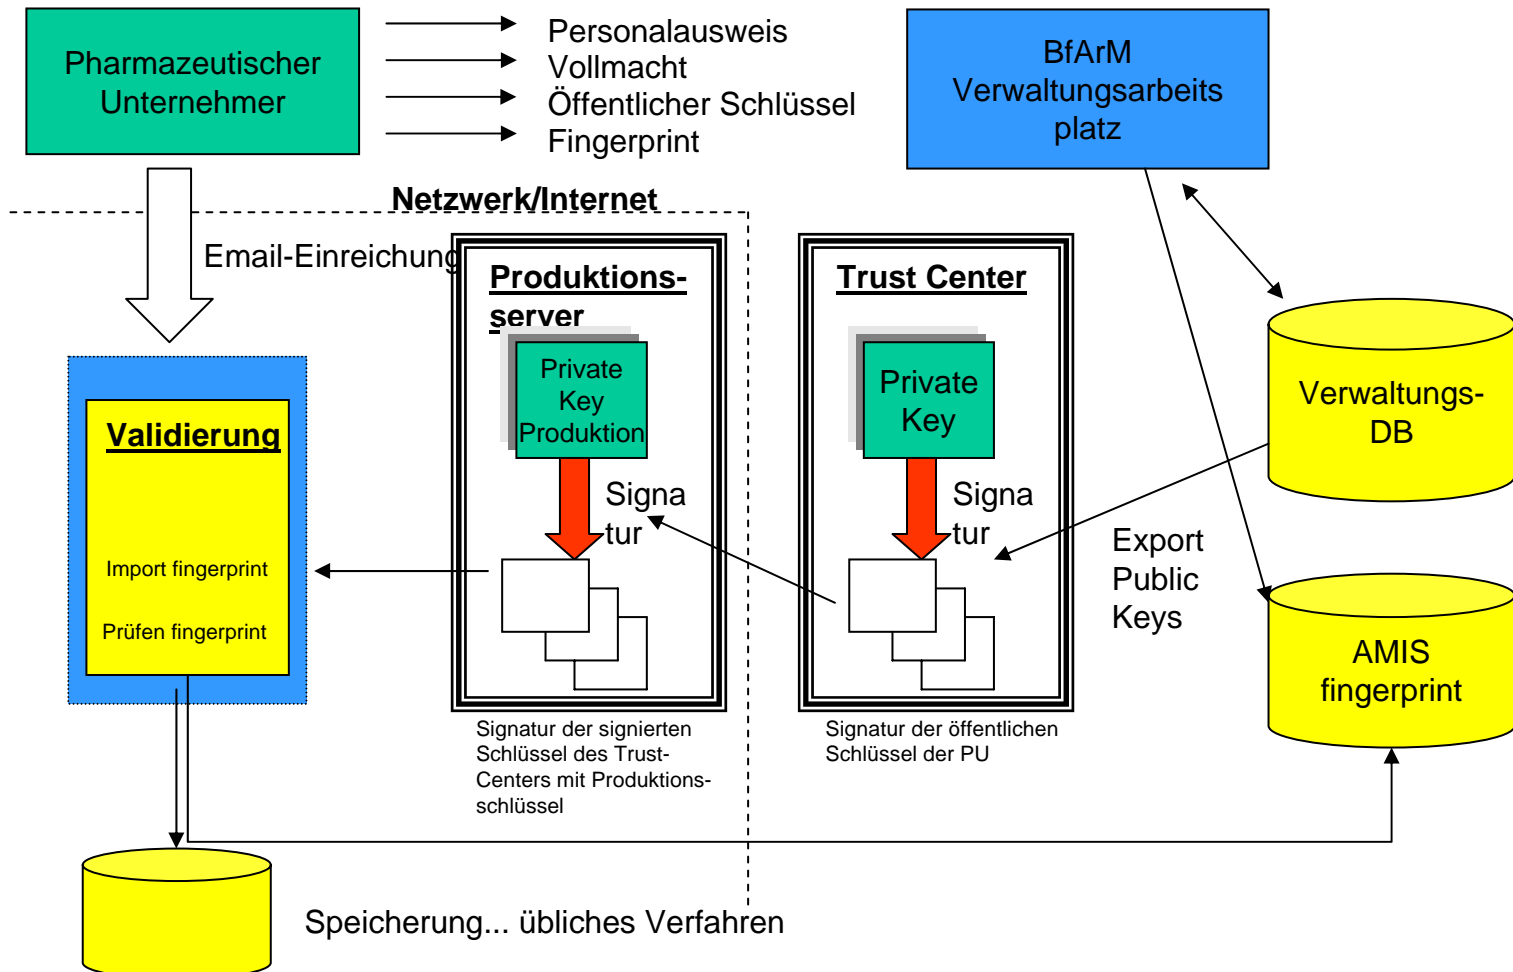 Pharmazeutischer
Unternehmer
Personalausweis
Vollmacht
Öffentlicher Schlüssel
Fingerprint
BfArM
Verwaltungsarbeits
platz
Netzwerk/Internet
Email-Einreichung
Produktions-
server
Private
Key
Produktion
Signa
tur
Trust Center
Private
Key
Signa
tur
Verwaltungs-
DB
Export
Public
Keys
Validierung
Import fingerprint
Prüfen fingerprint
AMIS
fingerprint
Signatur der signierten
Schlüssel des Trust-
Centers mit Produktions-
schlüssel
Signatur der öffentlichen
Schlüssel der PU
Speicherung... übliches Verfahren